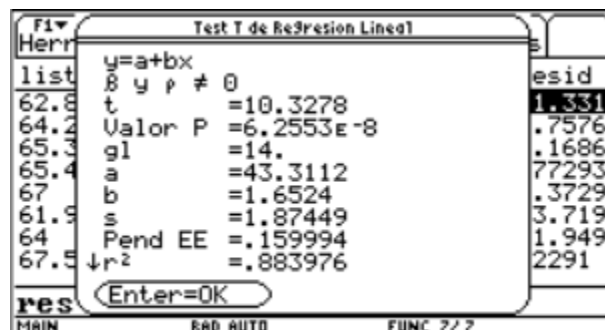 F1▼
Test T de Regresion Lineal
Herr
s
list
esid
y=a+bx
β y ρ ≠ 0
t =10.3278
Valor P =6.2553ᴇ-8
gl =14.
a =43.3112
b =1.6524
s =1.87449
Pend EE =.159994
↓r² =.883976
Enter=OK
62.8
64.2
65.3
65.4
67
61.9
64
67.5
1.331
.7576
.1686
77293
.3729
3.719
1.949
2291
res
MAIN RAD AUTO FUNC 7/7